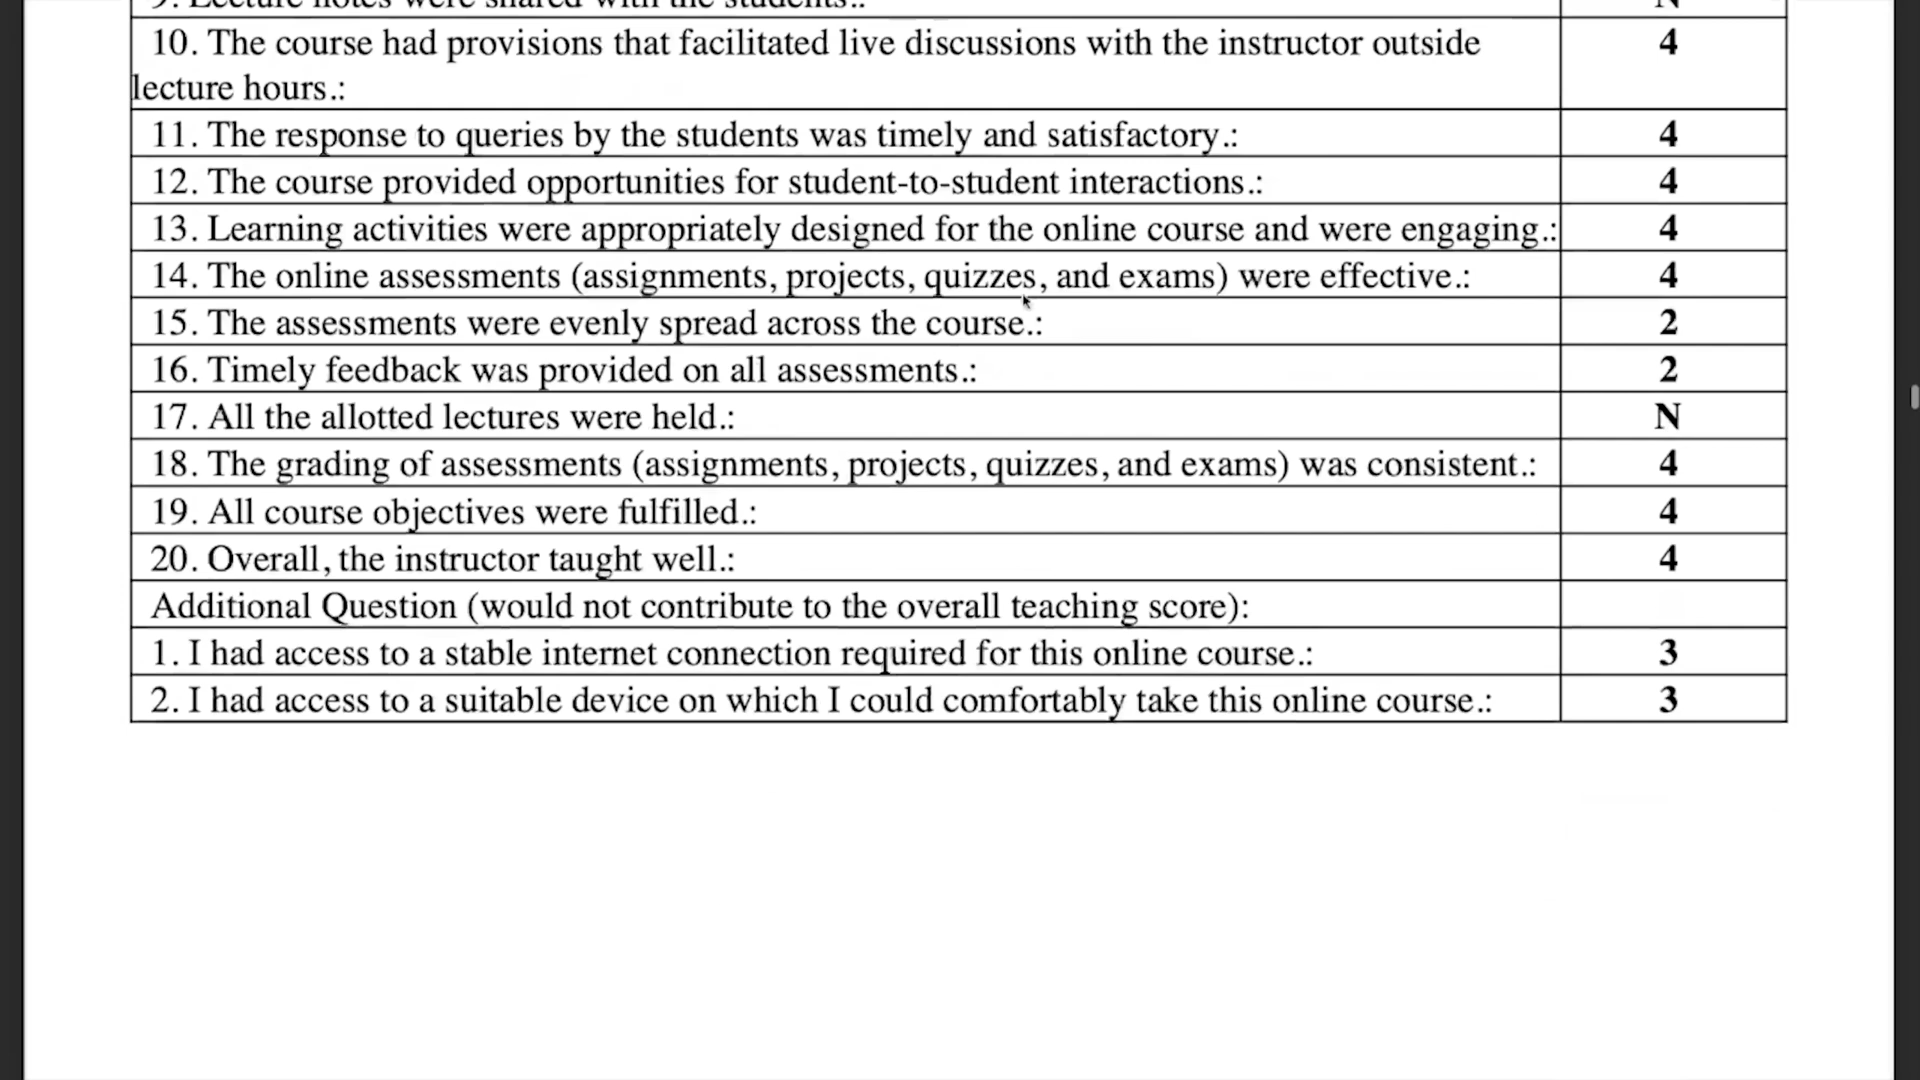 9. Lecture notes were shared with the students.: N
10. The course had provisions that facilitated live discussions with the instructor outside 4
lecture hours.:
11. The response to queries by the students was timely and satisfactory.: 4
12. The course provided opportunities for student-to-student interactions.: 4
13. Learning activities were appropriately designed for the online course and were engaging.: 4
14. The online assessments (assignments, projects, quizzes, and exams) were effective.: 4
15. The assessments were evenly spread across the course.: 2
16. Timely feedback was provided on all assessments.: 2
17. All the allotted lectures were held.: N
18. The grading of assessments (assignments, projects, quizzes, and exams) was consistent.: 4
19. All course objectives were fulfilled.: 4
20. Overall, the instructor taught well.: 4
Additional Question (would not contribute to the overall teaching score):
1. I had access to a stable internet connection required for this online course.: 3
2. I had access to a suitable device on which I could comfortably take this online course.: 3